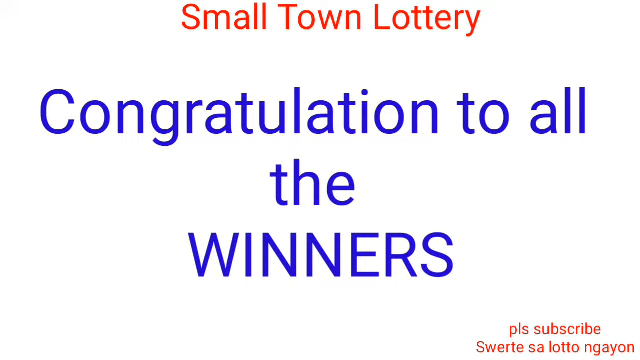 Small Town Lottery
Congratulation to all
the
WINNERS
pls subscribe
Swerte sa lotto ngayon